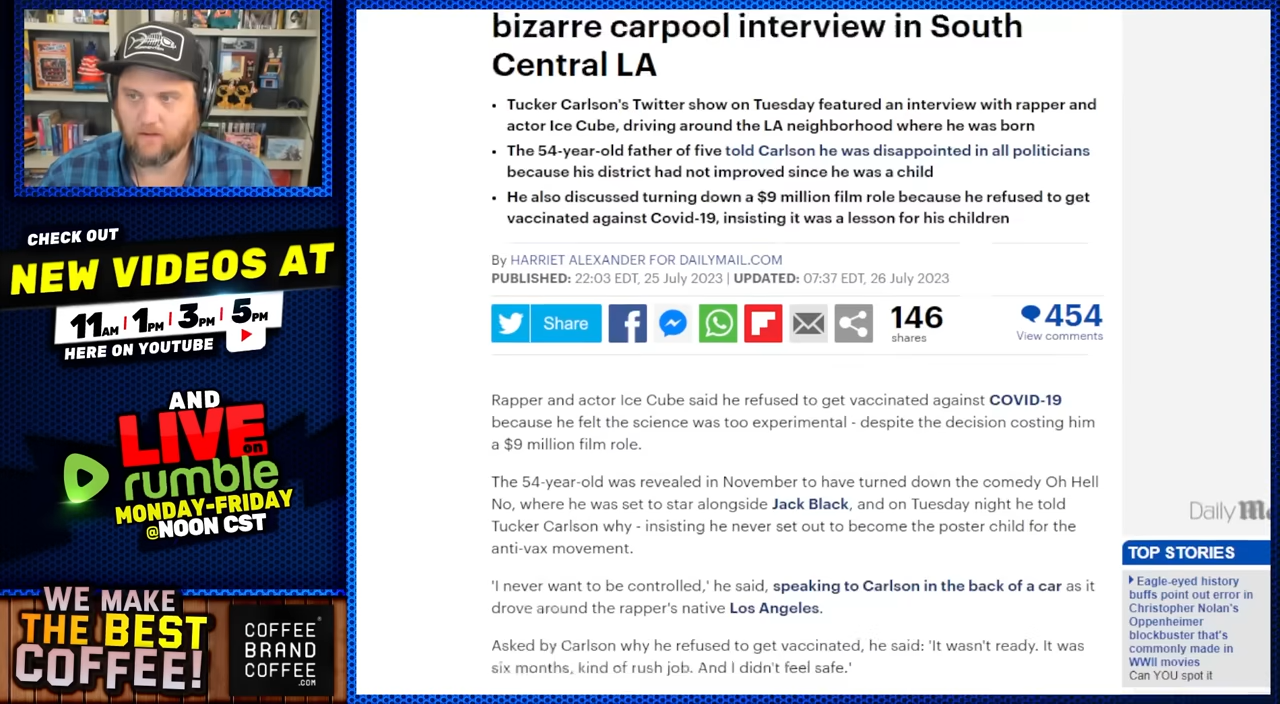 CHECK OUT
NEW VIDEOS AT
11AM | 1PM | 3PM | 5PM
HERE ON YOUTUBE
AND
LIVE on
rumble
MONDAY-FRIDAY
@NOON CST
WE MAKE
THE BEST
COFFEE!
COFFEE
BRAND
COFFEE
.COM
bizarre carpool interview in South
Central LA
• Tucker Carlson's Twitter show on Tuesday featured an interview with rapper and
actor Ice Cube, driving around the LA neighborhood where he was born
• The 54-year-old father of five told Carlson he was disappointed in all politicians
because his district had not improved since he was a child
• He also discussed turning down a $9 million film role because he refused to get
vaccinated against Covid-19, insisting it was a lesson for his children
By HARRIET ALEXANDER FOR DAILYMAIL.COM
PUBLISHED: 22:03 EDT, 25 July 2023 | UPDATED: 07:37 EDT, 26 July 2023
Share
146
shares
454
View comments
Rapper and actor Ice Cube said he refused to get vaccinated against COVID-19
because he felt the science was too experimental - despite the decision costing him
a $9 million film role.
The 54-year-old was revealed in November to have turned down the comedy Oh Hell
No, where he was set to star alongside Jack Black, and on Tuesday night he told
Tucker Carlson why - insisting he never set out to become the poster child for the
anti-vax movement.
'I never want to be controlled,' he said, speaking to Carlson in the back of a car as it
drove around the rapper's native Los Angeles.
Asked by Carlson why he refused to get vaccinated, he said: 'It wasn't ready. It was
six months, kind of rush job. And I didn't feel safe.'
Daily
TOP STORIES
Eagle-eyed history
buffs point out error in
Christopher Nolan's
Oppenheimer
blockbuster that's
commonly made in
WWII movies
Can YOU spot it